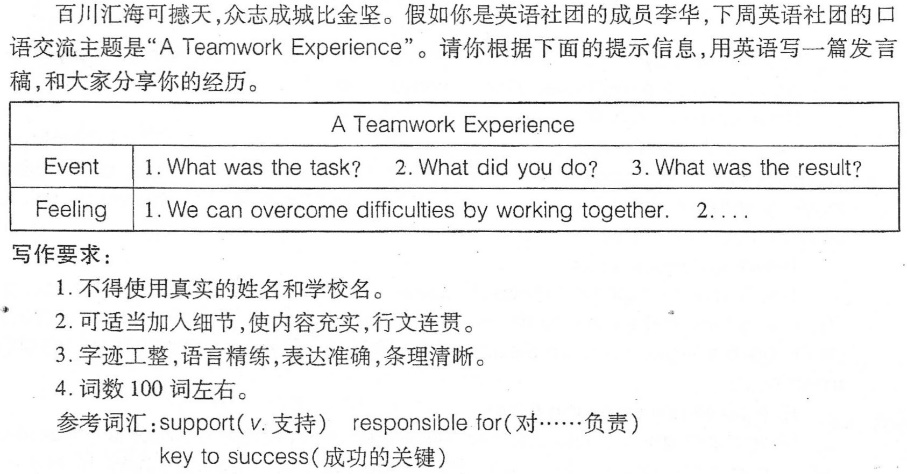 百川汇海可撼天,众志成城比金坚。假如你是英语社团的成员李华,下周英语社团的口
语交流主题是“A Teamwork Experience”。请你根据下面的提示信息,用英语写一篇发言
稿,和大家分享你的经历。
A Teamwork Experience
Event 1. What was the task? 2. What did you do? 3. What was the result?
Feeling 1. We can overcome difficulties by working together. 2. . . .
写作要求:
1. 不得使用真实的姓名和学校名。
2. 可适当加入细节,使内容充实,行文连贯。
3. 字迹工整,语言精练,表达准确,条理清晰。
4. 词数 100 词左右。
参考词汇:support(v. 支持) responsible for(对……负责)
key to success(成功的关键)